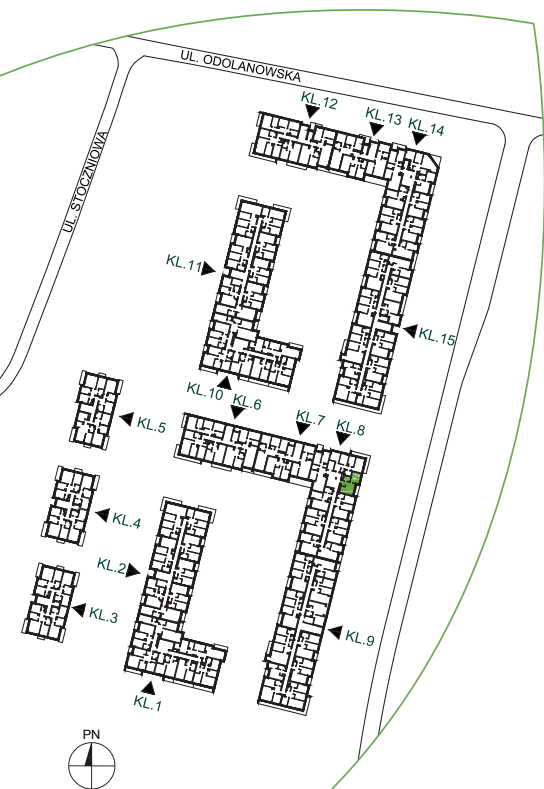 UL. ODOLANOWSKA
KL.12
KL.13
KL.14
UL. STOCZNIOWA
KL.11
KL.15
KL.10
KL.6
KL.7
KL.8
KL.5
KL.4
KL.2
KL.3
KL.9
KL.1
PN